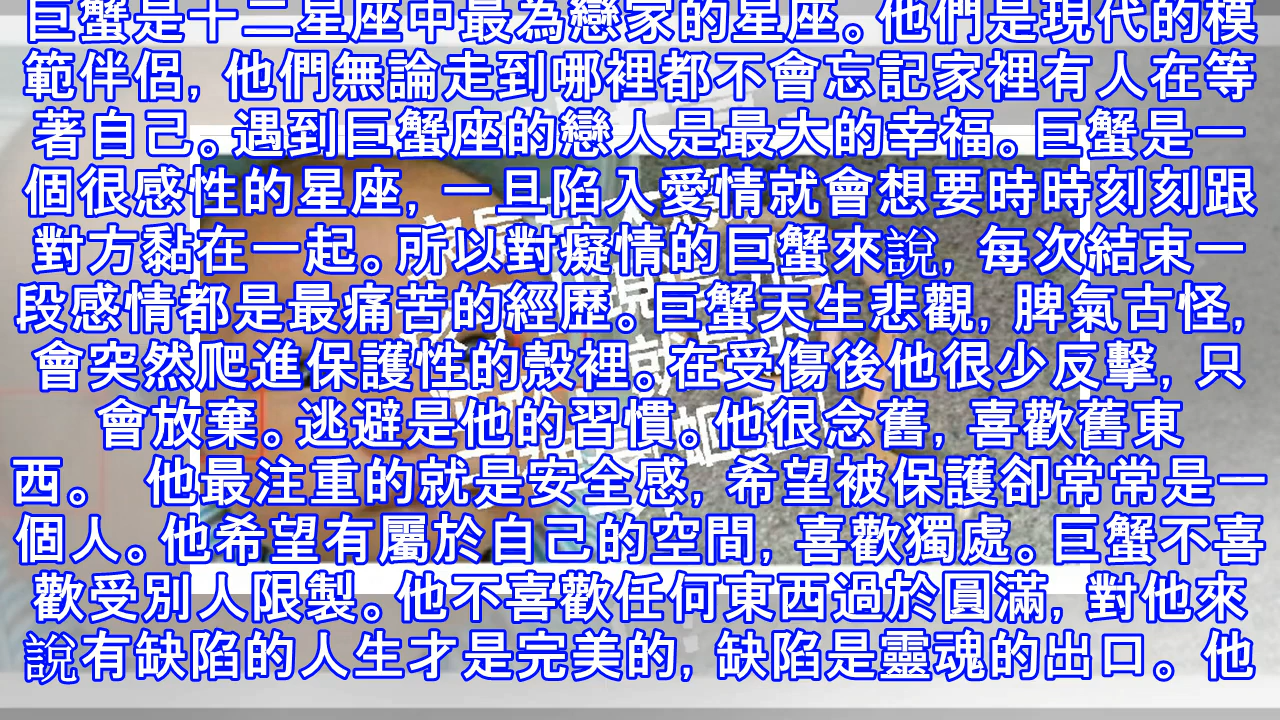 巨蟹是十二星座中最為戀家的星座。他們是現代的模
範伴侶, 他們無論走到哪裡都不會忘記家裡有人在等
著自己。遇到巨蟹座的戀人是最大的幸福。巨蟹是一
個很感性的星座, 一旦陷入愛情就會想要時時刻刻跟
對方黏在一起。所以對癡情的巨蟹來說, 每次結束一
段感情都是最痛苦的經歷。巨蟹天生悲觀, 脾氣古怪,
會突然爬進保護性的殼裡。在受傷後他很少反擊, 只
會放棄。逃避是他的習慣。他很念舊, 喜歡舊東
西。 他最注重的就是安全感, 希望被保護卻常常是一
個人。他希望有屬於自己的空間, 喜歡獨處。巨蟹不喜
歡受別人限製。他不喜歡任何東西過於圓滿, 對他來
說有缺陷的人生才是完美的, 缺陷是靈魂的出口。他